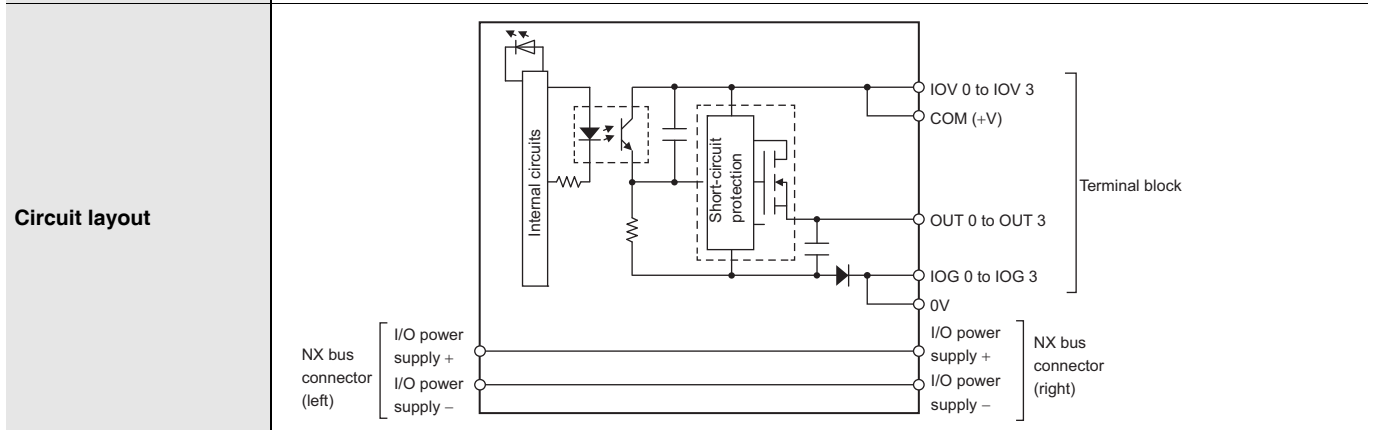 Circuit layout
Internal circuits
Short-circuit
protection
IOV 0 to IOV 3
COM (+V)
OUT 0 to OUT 3
IOG 0 to IOG 3
0V
Terminal block
NX bus
connector
(left)
I/O power
supply +
I/O power
supply −
I/O power
supply +
I/O power
supply −
NX bus
connector
(right)